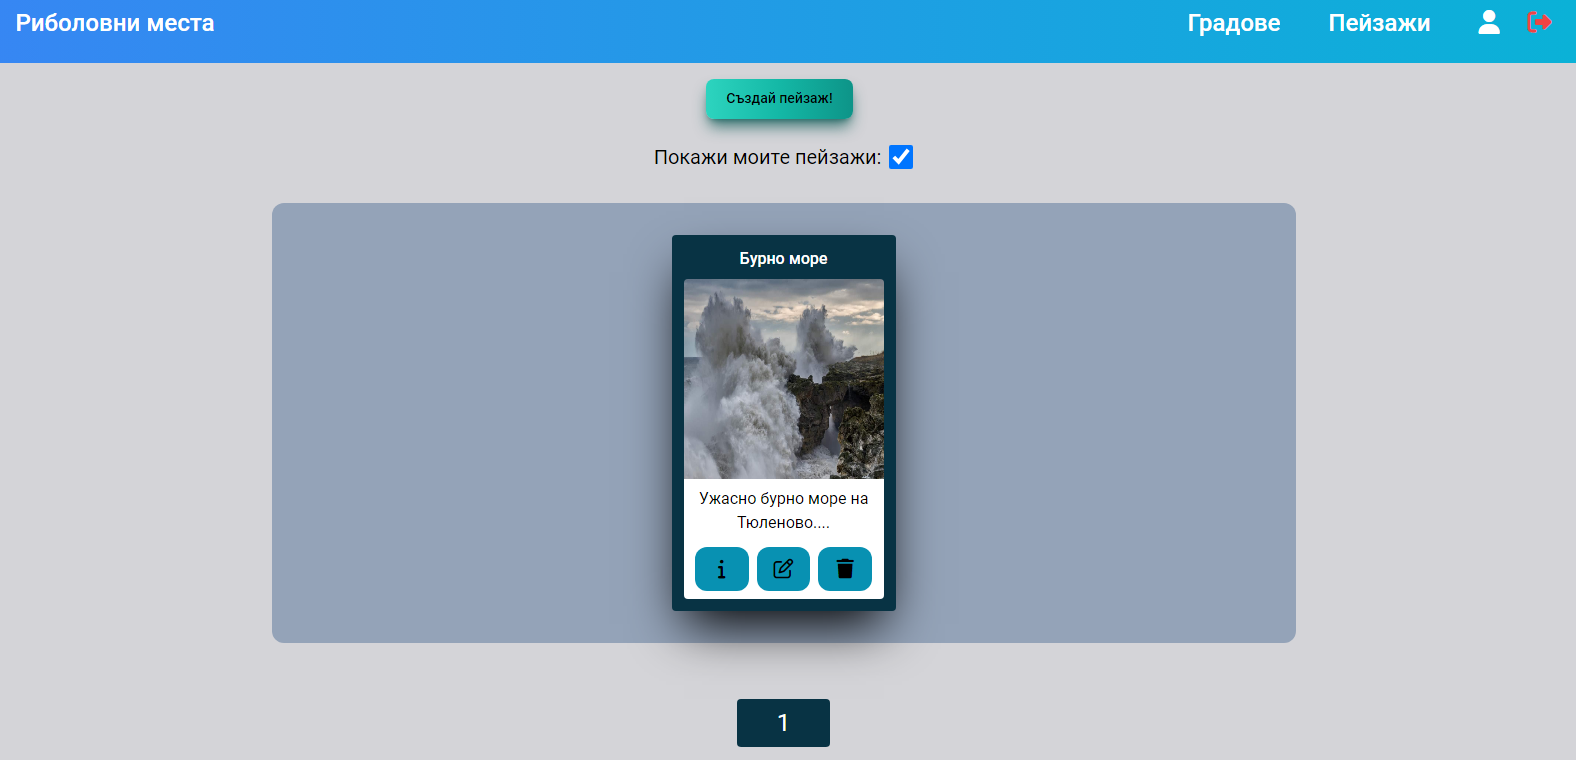 Риболовни места
Градове
Пейзажи
Създай пейзаж!
Покажи моите пейзажи:
Бурно море
Ужасно бурно море на
Тюленово....
1